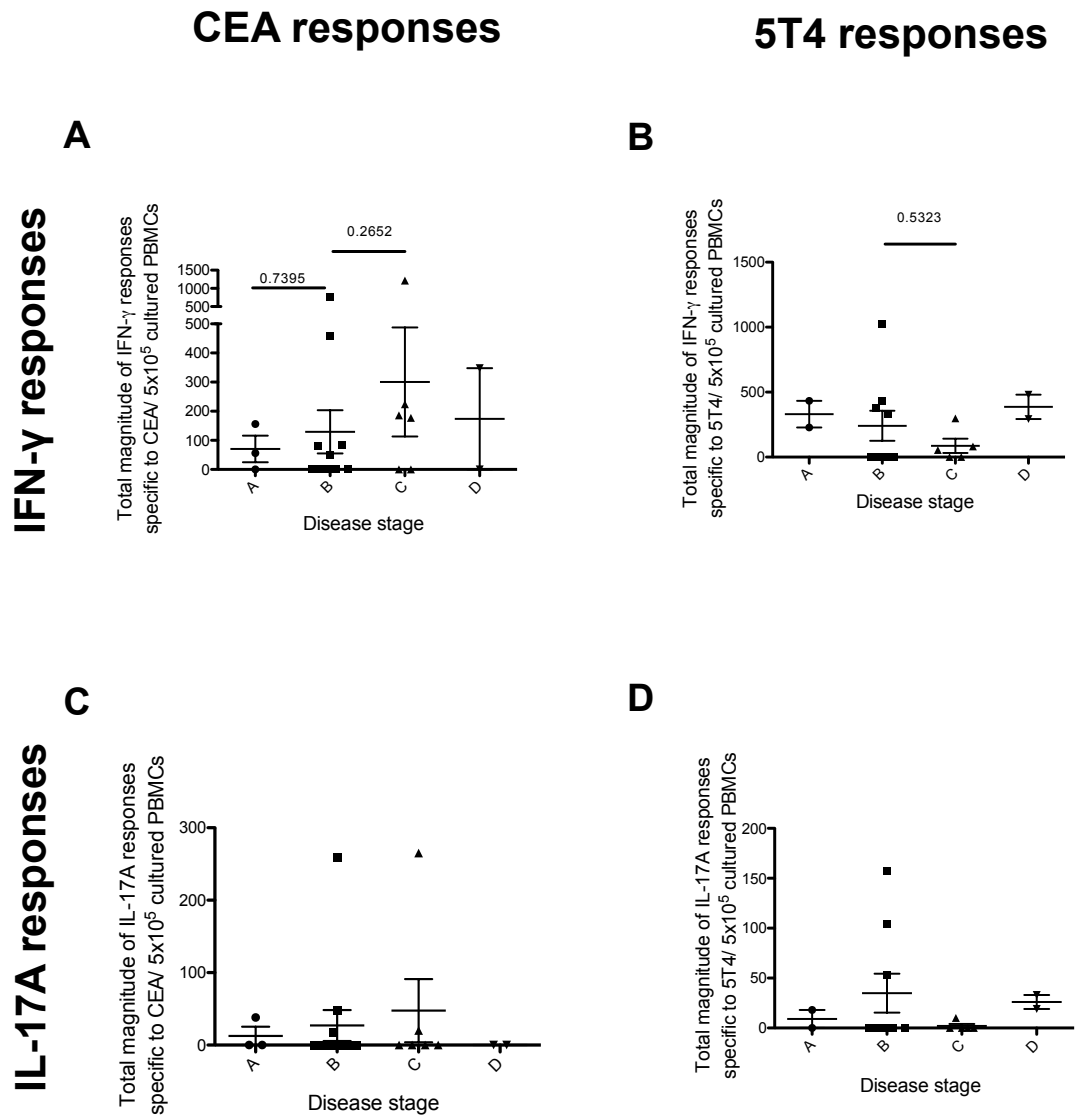 CEA responses
5T4 responses
IFN-γ responses
A
Total magnitude of IFN-γ responses
specific to CEA/ 5x10⁵ cultured PBMCs
0.2652
0.7395
1500
1000
500
500
400
300
200
100
0
A
B
C
D
Disease stage
B
Total magnitude of IFN-γ responses
specific to 5T4/ 5x10⁵ cultured PBMCs
0.5323
1500
1000
500
0
A
B
C
D
Disease stage
IL-17A responses
C
Total magnitude of IL-17A responses
specific to CEA/ 5x10⁵ cultured PBMCs
300
200
100
0
A
B
C
D
Disease stage
D
Total magnitude of IL-17A responses
specific to 5T4/ 5x10⁵ cultured PBMCs
200
150
100
50
0
A
B
C
D
Disease stage